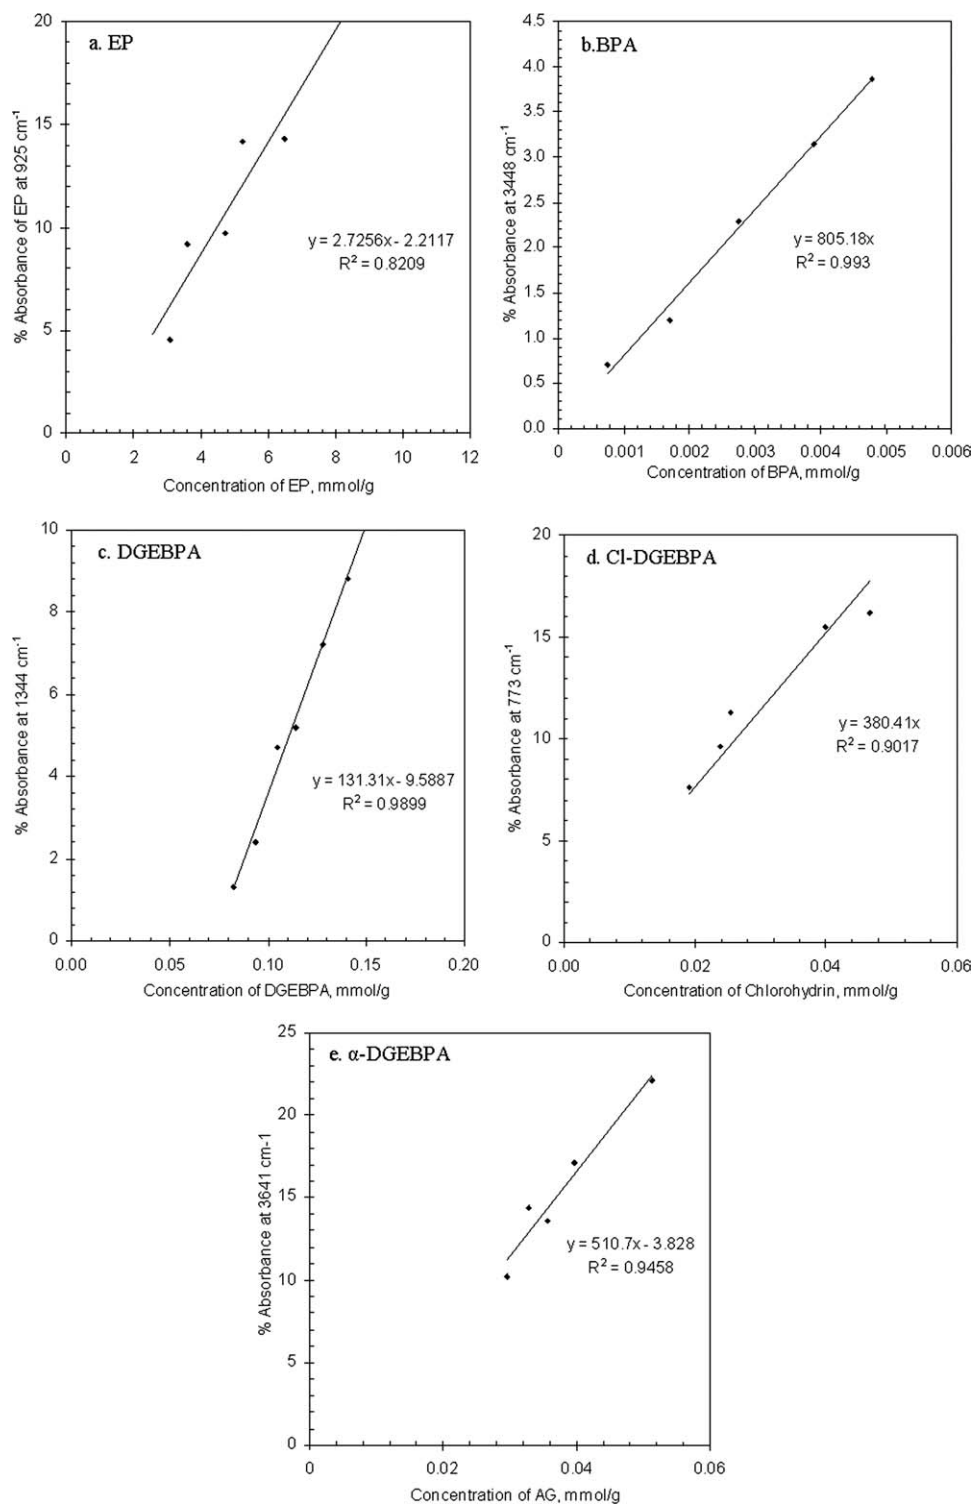 a. EP
% Absorbance of EP at 925 cm⁻¹
20
15
10
5
0
y = 2.7256x - 2.2117
R² = 0.8209
0 2 4 6 8 10 12
Concentration of EP, mmol/g
b.BPA
% Absorbance at 3448 cm⁻¹
4.5
4.0
3.5
3.0
2.5
2.0
1.5
1.0
0.5
0.0
y = 805.18x
R² = 0.993
0 0.001 0.002 0.003 0.004 0.005 0.006
Concentration of BPA, mmol/g
c. DGEBPA
% Absorbance at 1344 cm⁻¹
10
8
6
4
2
0
y = 131.31x - 9.5887
R² = 0.9899
0.00 0.05 0.10 0.15 0.20
Concentration of DGEBPA, mmol/g
d. Cl-DGEBPA
% Absorbance at 773 cm⁻¹
20
15
10
5
0
y = 380.41x
R² = 0.9017
0.00 0.02 0.04 0.06
Concentration of Chlorohydrin, mmol/g
e. α-DGEBPA
% Absorbance at 3641 cm-1
25
20
15
10
5
0
y = 510.7x - 3.828
R² = 0.9458
0 0.02 0.04 0.06
Concentration of AG, mmol/g